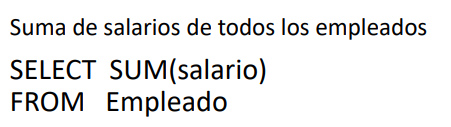 Suma de salarios de todos los empleados
SELECT  SUM(salario)
FROM   Empleado